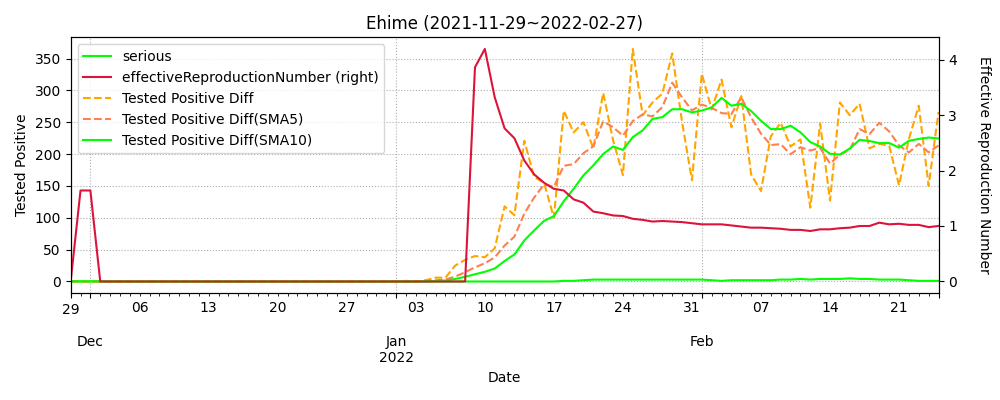 Ehime (2021-11-29~2022-02-27)
serious
effectiveReproductionNumber (right)
Tested Positive Diff
Tested Positive Diff(SMA5)
Tested Positive Diff(SMA10)
Tested Positive
350
300
250
200
150
100
50
0
4
3
2
1
0
Effective Reproduction Number
29 06 13 20 27 03 10 17 24 31 07 14 21
Dec Jan Feb
2022
Date